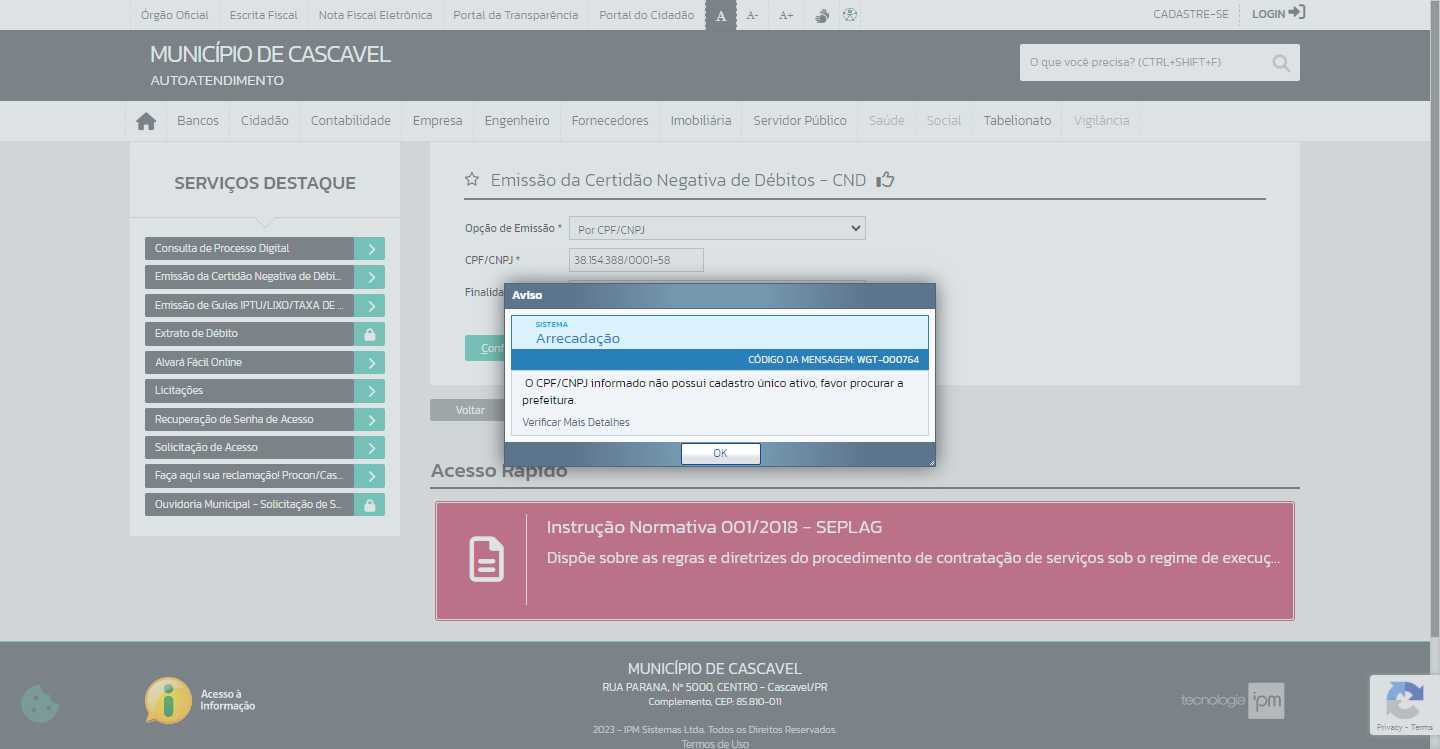 Órgão Oficial
Escrita Fiscal
Nota Fiscal Eletrônica
Portal da Transparência
Portal do Cidadão
A
A-
A+
CADASTRE-SE
LOGIN
MUNICÍPIO DE CASCAVEL
AUTOATENDIMENTO
O que você precisa? (CTRL+SHIFT+F)
Bancos
Cidadão
Contabilidade
Empresa
Engenheiro
Fornecedores
Imobiliária
Servidor Público
Saúde
Social
Tabelionato
Vigilância
SERVIÇOS DESTAQUE
Consulta de Processo Digital
Emissão da Certidão Negativa de Débi...
Emissão de Guias IPTU/LIXO/TAXA DE ...
Extrato de Débito
Alvará Fácil Online
Licitações
Recuperação de Senha de Acesso
Solicitação de Acesso
Faça aqui sua reclamação! Procon/Cas...
Ouvidoria Municipal - Solicitação de S...
Emissão da Certidão Negativa de Débitos - CND
Opção de Emissão *
Por CPF/CNPJ
CPF/CNPJ *
38.154.388/0001-58
Finalida
Conf
Voltar
Aviso
SISTEMA
Arrecadação
CÓDIGO DA MENSAGEM: WGT-000764
O CPF/CNPJ informado não possui cadastro único ativo, favor procurar a
prefeitura.
Verificar Mais Detalhes
OK
Acesso Rápido
Instrução Normativa 001/2018 - SEPLAG
Dispõe sobre as regras e diretrizes do procedimento de contratação de serviços sob o regime de execuç...
Acesso à
Informação
MUNICÍPIO DE CASCAVEL
RUA PARANA, Nº 5000, CENTRO - Cascavel/PR
Complemento, CEP: 85.810-011
2023 - IPM Sistemas Ltda. Todos os Direitos Reservados.
Termos de Uso
tecnologia ipm
Privacy - Terms